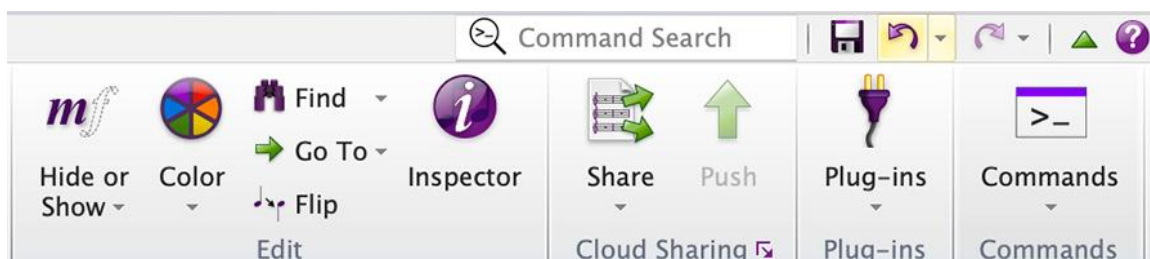 Command Search
Find
Go To
Flip
Hide or
Show
Color
Inspector
Share
Push
Plug-ins
Commands
Edit
Cloud Sharing
Plug-ins
Commands